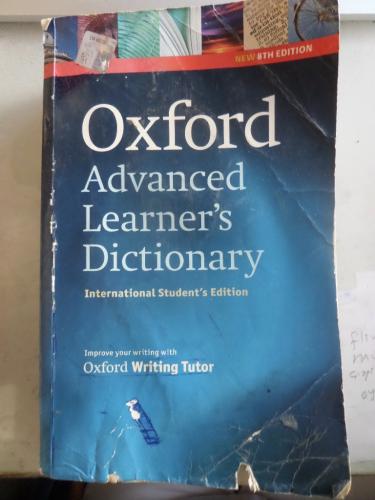 NEW 8TH EDITION
Oxford
Advanced
Learner's
Dictionary
International Student's Edition
Improve your writing with
Oxford Writing Tutor